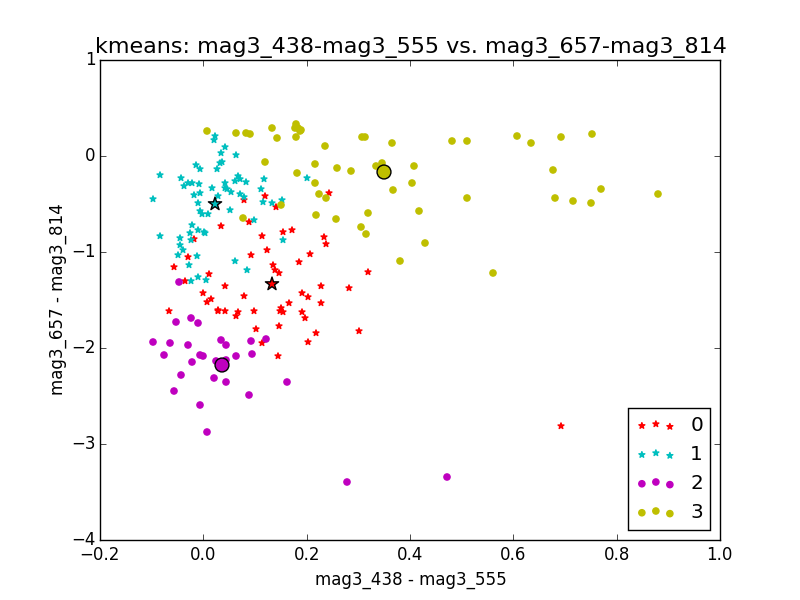 kmeans: mag3_438-mag3_555 vs. mag3_657-mag3_814
1
0
−1
−2
−3
−4
mag3_657 - mag3_814
−0.2 0.0 0.2 0.4 0.6 0.8 1.0
mag3_438 - mag3_555
0
1
2
3